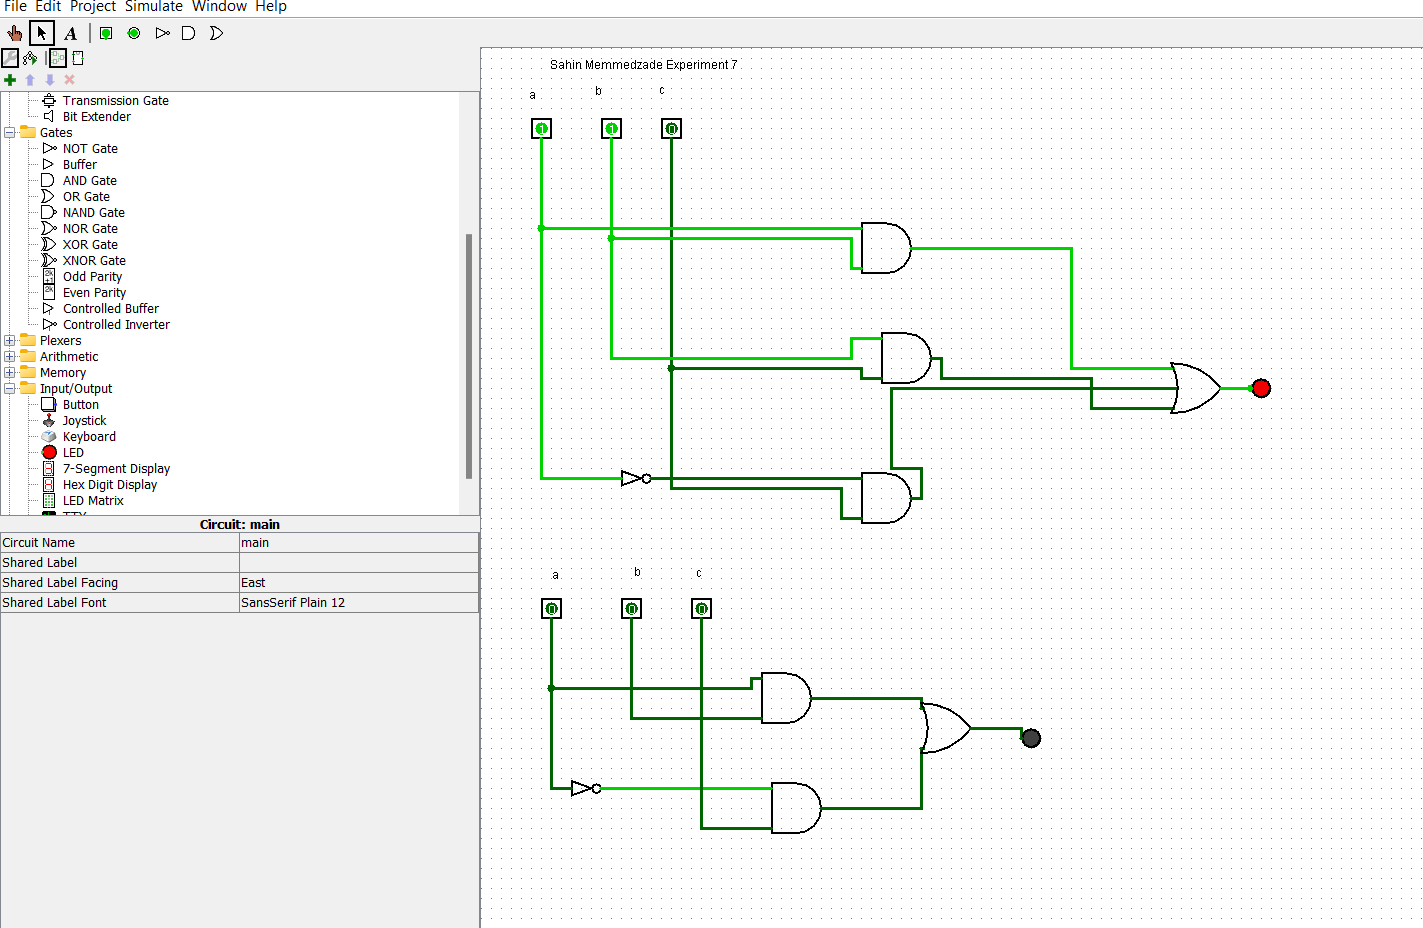 File Edit Project Simulate Window Help
A
Transmission Gate
Bit Extender
Gates
NOT Gate
Buffer
AND Gate
OR Gate
NAND Gate
NOR Gate
XOR Gate
XNOR Gate
Odd Parity
Even Parity
Controlled Buffer
Controlled Inverter
Plexers
Arithmetic
Memory
Input/Output
Button
Joystick
Keyboard
LED
7-Segment Display
Hex Digit Display
LED Matrix
Circuit: main
Circuit Name main
Shared Label
Shared Label Facing East
Shared Label Font SansSerif Plain 12
Sahin Memmedzade Experiment 7
a b c
1 1 0
a b c
0 0 0